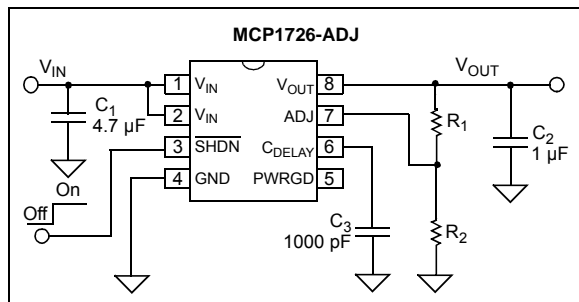 MCP1726-ADJ
V_IN
C_1
4.7 µF
1 V_IN
2 V_IN
3 SHDN
4 GND
V_OUT 8
ADJ 7
C_DELAY 6
PWRGD 5
On
Off
V_OUT
R_1
R_2
C_2
1 µF
C_3
1000 pF